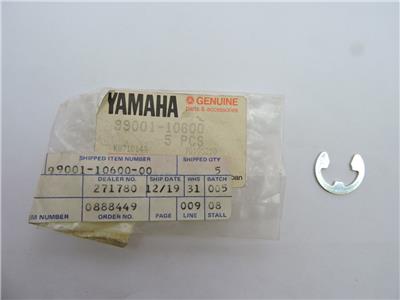 YAMAHA
GENUINE
parts & accessories
99001-10600
5 PCS
SHIPPED ITEM NUMBER
SHIPPED QTY
99001-10600-00
5
DEALER NO.
SHIP.DATE
WHS
BATCH
271780
12/19
31
005
0888449
009
08
M NUMBER
ORDER NO.
PAGE
LINE
STALL